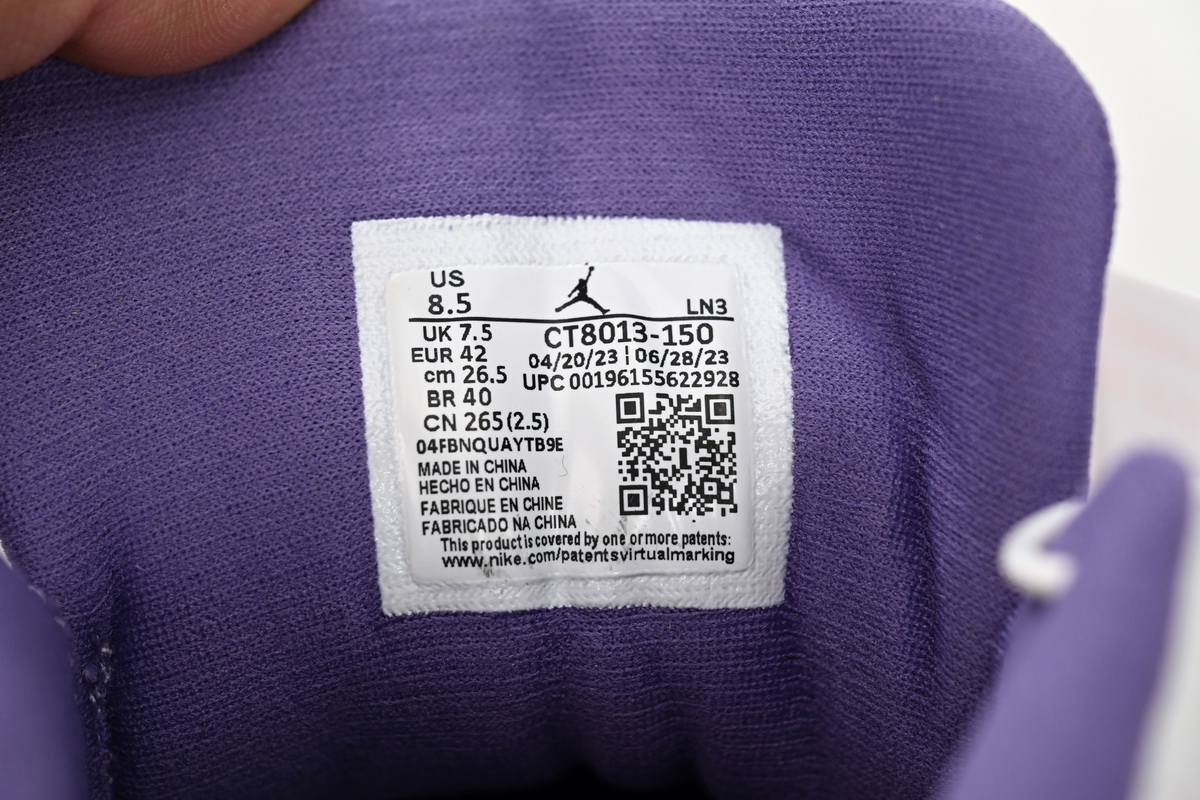 US
8.5
LN3
UK 7.5
CT8013-150
EUR 42
04/20/23 ¦ 06/28/23
cm 26.5
UPC 00196155622928
BR 40
CN 265(2.5)
04FBNQUAYTB9E
MADE IN CHINA
HECHO EN CHINA
FABRIQUE EN CHINE
FABRICADO NA CHINA
This product is covered by one or more patents:
www.nike.com/patentsvirtualmarking